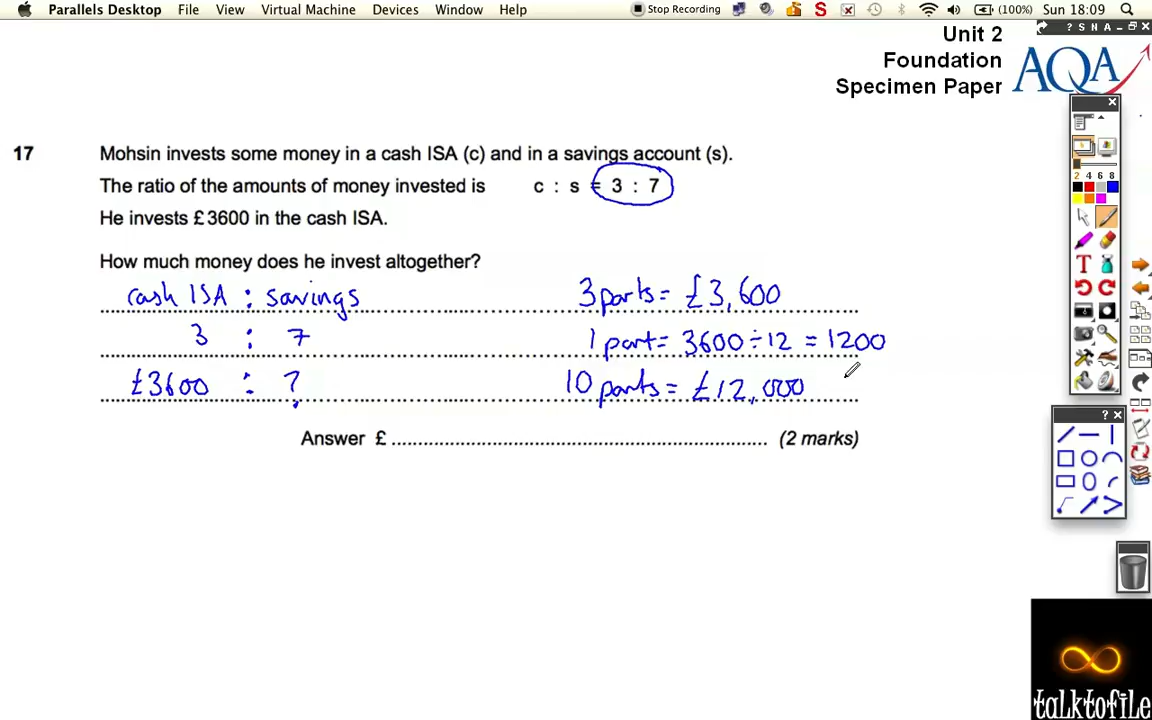 Parallels Desktop File View Virtual Machine Devices Window Help Stop Recording (100%) Sun 18:09
Unit 2
Foundation
Specimen Paper
AQA
? S N A
17 Mohsin invests some money in a cash ISA (c) and in a savings account (s).
The ratio of the amounts of money invested is c : s = 3 : 7
He invests £3600 in the cash ISA.
How much money does he invest altogether?
cash ISA : savings 3 parts = £3,600
3 : 7 1 part = 3600 ÷ 12 = 1200
£3600 : ? 10 parts = £12,000
Answer £ (2 marks)
2 4 6 8
T
talktofile